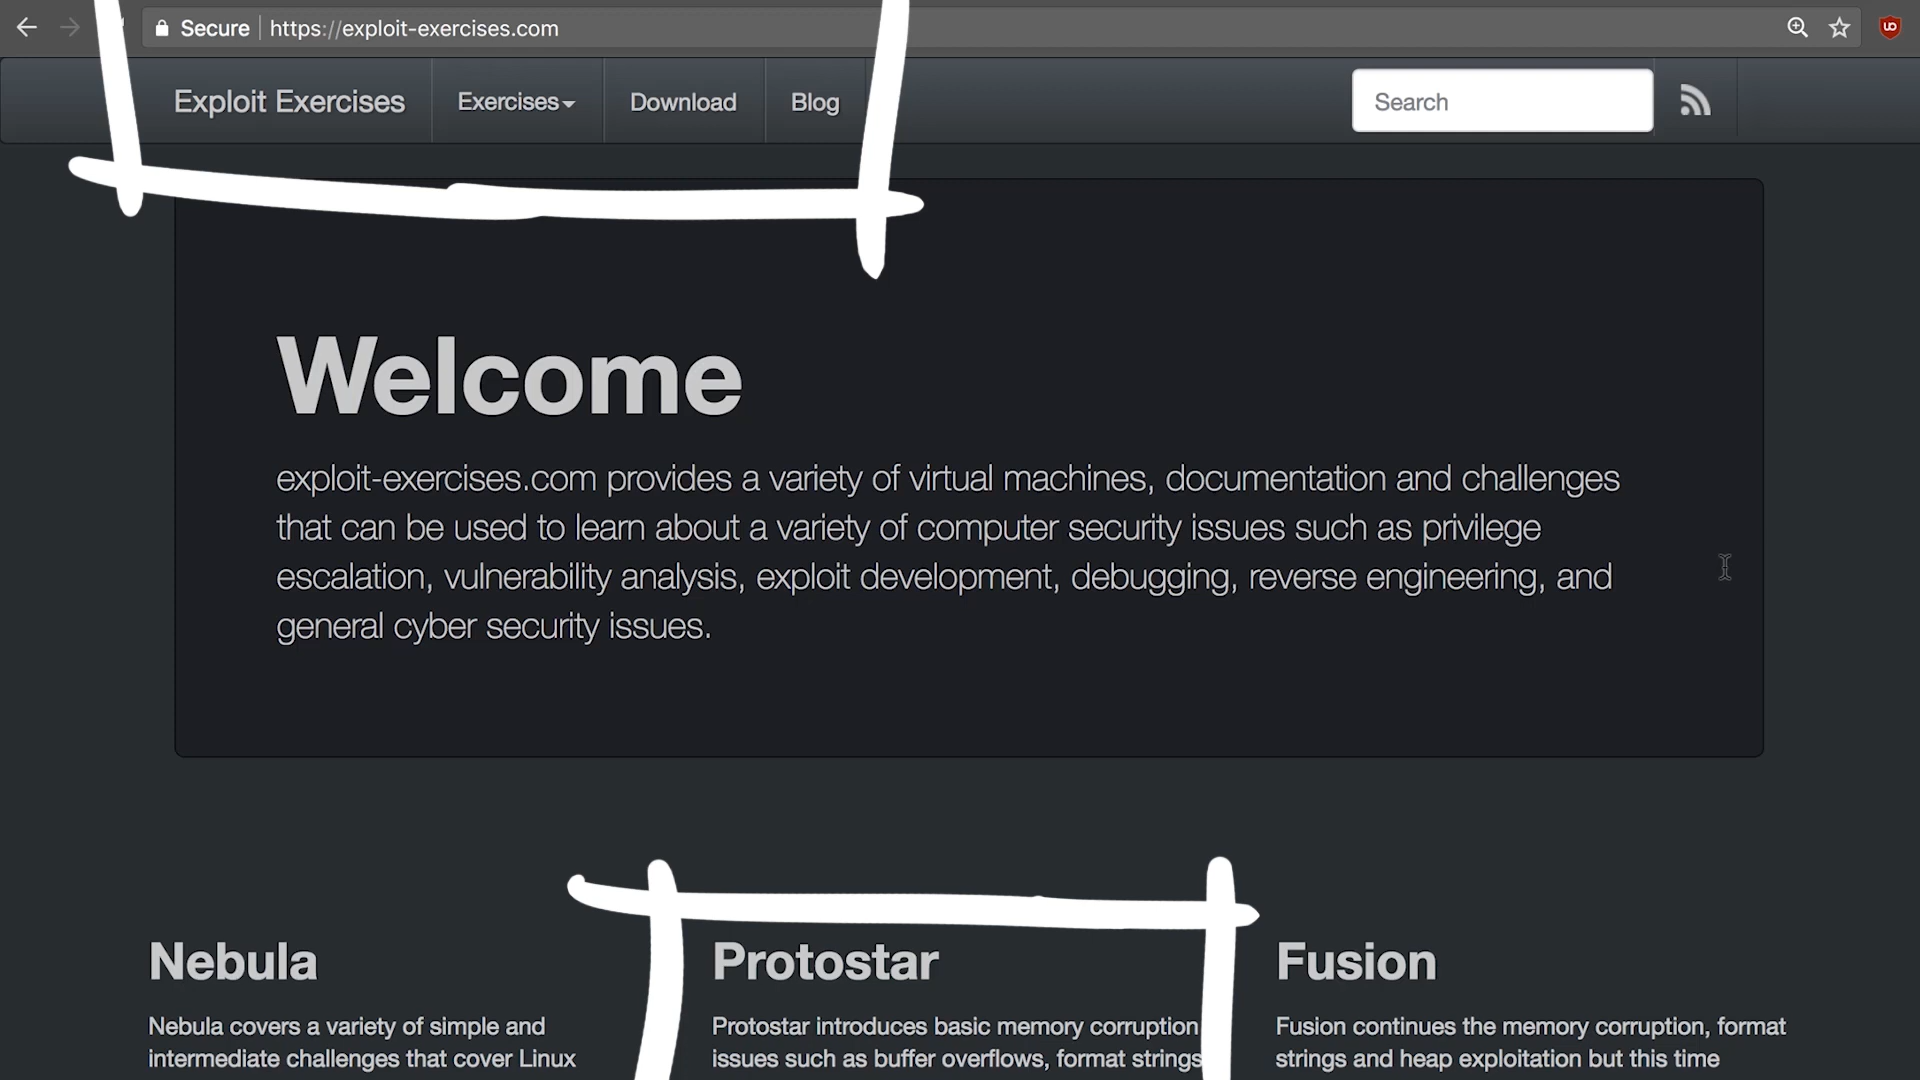 Secure https://exploit-exercises.com
Exploit Exercises Exercises Download Blog Search
Welcome
exploit-exercises.com provides a variety of virtual machines, documentation and challenges
that can be used to learn about a variety of computer security issues such as privilege
escalation, vulnerability analysis, exploit development, debugging, reverse engineering, and
general cyber security issues.
Nebula
Nebula covers a variety of simple and
intermediate challenges that cover Linux
Protostar
Protostar introduces basic memory corruption
issues such as buffer overflows, format strings
Fusion
Fusion continues the memory corruption, format
strings and heap exploitation but this time